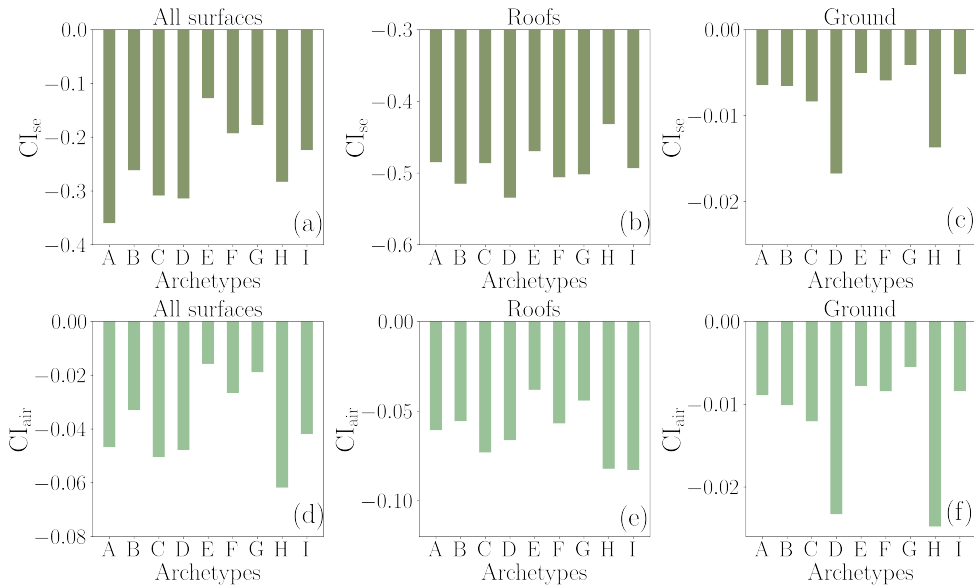 All surfaces
Roofs
Ground
0.0
−0.1
−0.2
−0.3
−0.4
CI_se
(a)
A B C D E F G H I
Archetypes
−0.3
−0.4
−0.5
−0.6
CI_se
(b)
A B C D E F G H I
Archetypes
0.00
−0.01
−0.02
CI_se
(c)
A B C D E F G H I
Archetypes
All surfaces
Roofs
Ground
0.00
−0.02
−0.04
−0.06
−0.08
CI_air
(d)
A B C D E F G H I
Archetypes
0.00
−0.05
−0.10
CI_air
(e)
A B C D E F G H I
Archetypes
0.00
−0.01
−0.02
CI_air
(f)
A B C D E F G H I
Archetypes